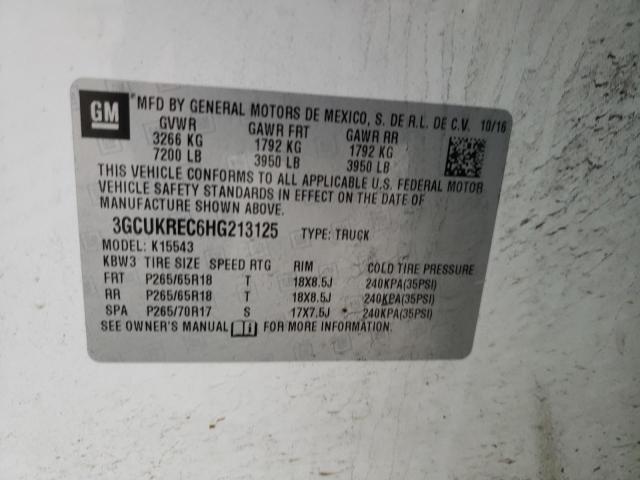 GM
*MFD BY GENERAL MOTORS DE MEXICO, S. DE R.L. DE C.V. 10/16
GVWR GAWR FRT GAWR RR
3266 KG 1792 KG 1792 KG
7200 LB 3950 LB 3950 LB
THIS VEHICLE CONFORMS TO ALL APPLICABLE U.S. FEDERAL MOTOR
VEHICLE SAFETY STANDARDS IN EFFECT ON THE DATE OF
MANUFACTURE SHOWN ABOVE.
3GCUKREC6HG213125 TYPE: TRUCK
MODEL: K15543
KBW3 TIRE SIZE SPEED RTG RIM COLD TIRE PRESSURE
FRT P265/65R18 T 18X8.5J 240KPA(35PSI)
RR P265/65R18 T 18X8.5J 240KPA(35PSI)
SPA P265/70R17 S 17X7.5J 240KPA(35PSI)
SEE OWNER'S MANUAL FOR MORE INFORMATION.